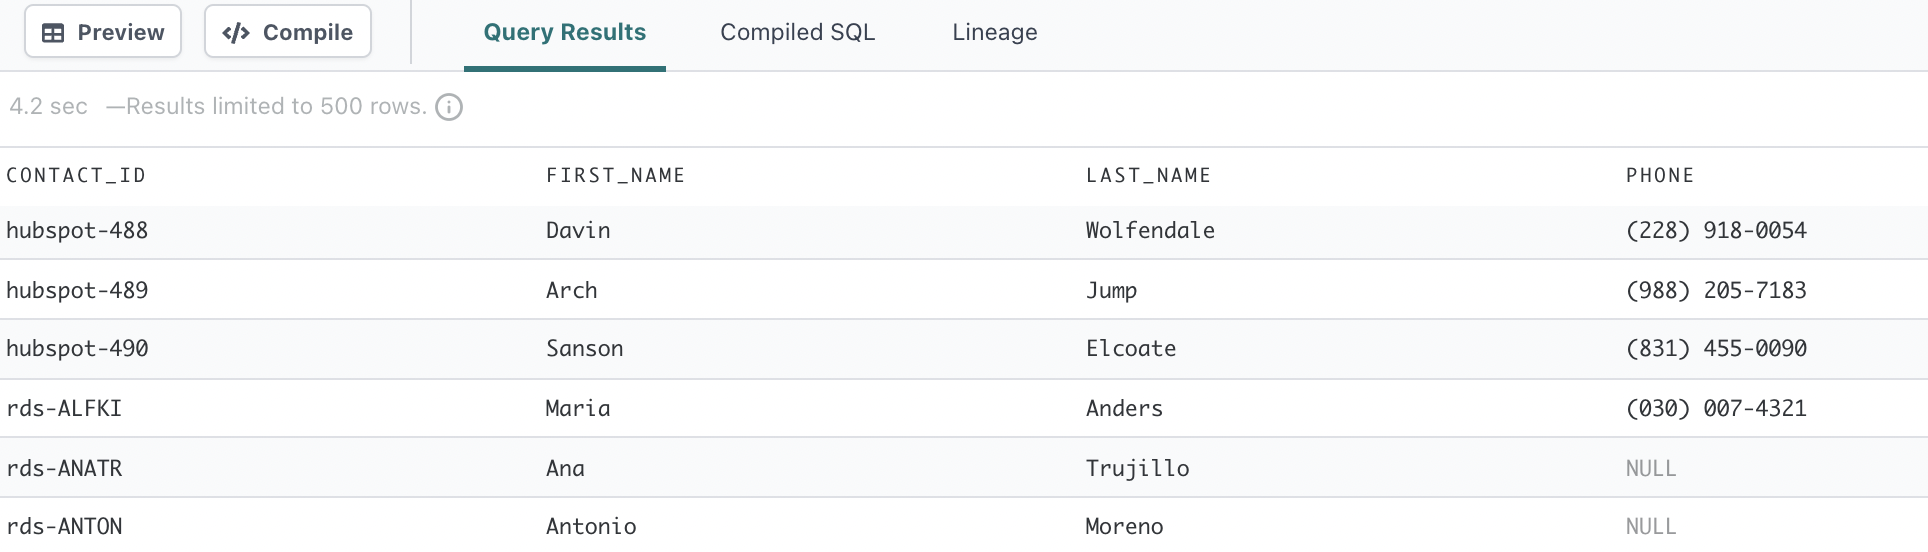 Preview </> Compile Query Results Compiled SQL Lineage
4.2 sec —Results limited to 500 rows.
CONTACT_ID FIRST_NAME LAST_NAME PHONE
hubspot-488 Davin Wolfendale (228) 918-0054
hubspot-489 Arch Jump (988) 205-7183
hubspot-490 Sanson Elcoate (831) 455-0090
rds-ALFKI Maria Anders (030) 007-4321
rds-ANATR Ana Trujillo NULL
rds-ANTON Antonio Moreno NULL